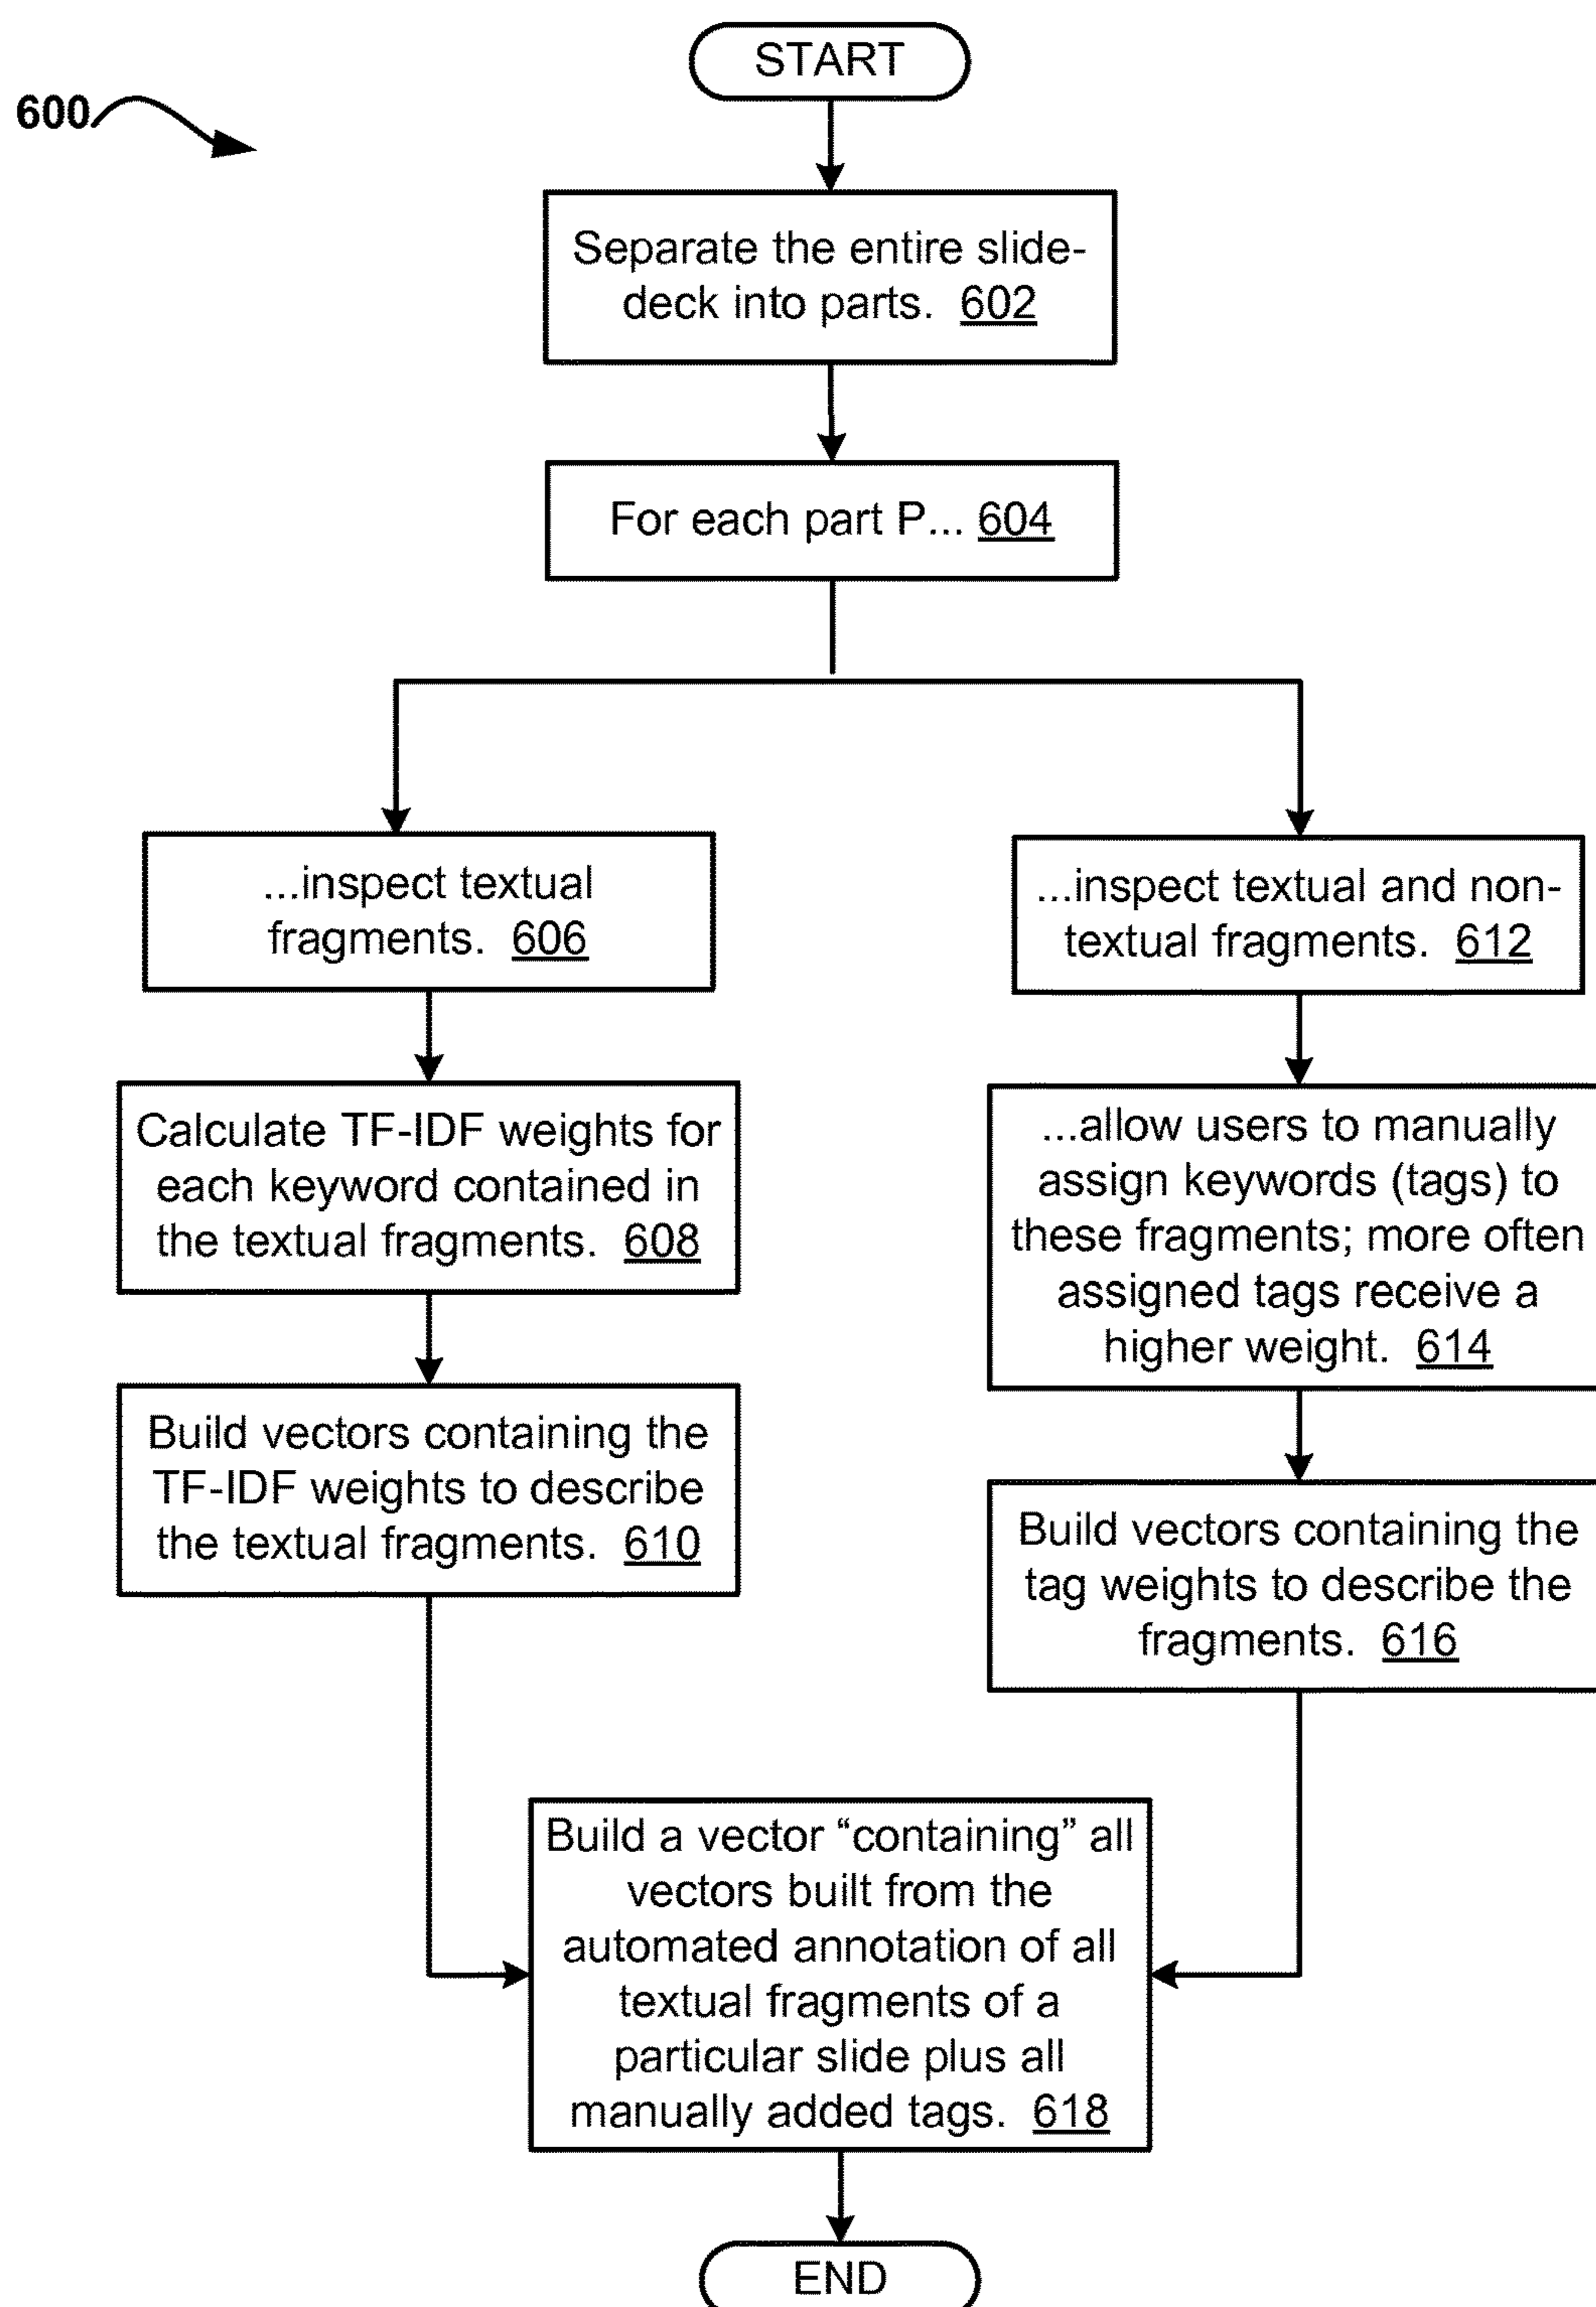 START
600
Separate the entire slide-
deck into parts. 602
For each part P... 604
...inspect textual
fragments. 606
Calculate TF-IDF weights for
each keyword contained in
the textual fragments. 608
Build vectors containing the
TF-IDF weights to describe
the textual fragments. 610
...inspect textual and non-
textual fragments. 612
...allow users to manually
assign keywords (tags) to
these fragments; more often
assigned tags receive a
higher weight. 614
Build vectors containing the
tag weights to describe the
fragments. 616
Build a vector “containing” all
vectors built from the
automated annotation of all
textual fragments of a
particular slide plus all
manually added tags. 618
END